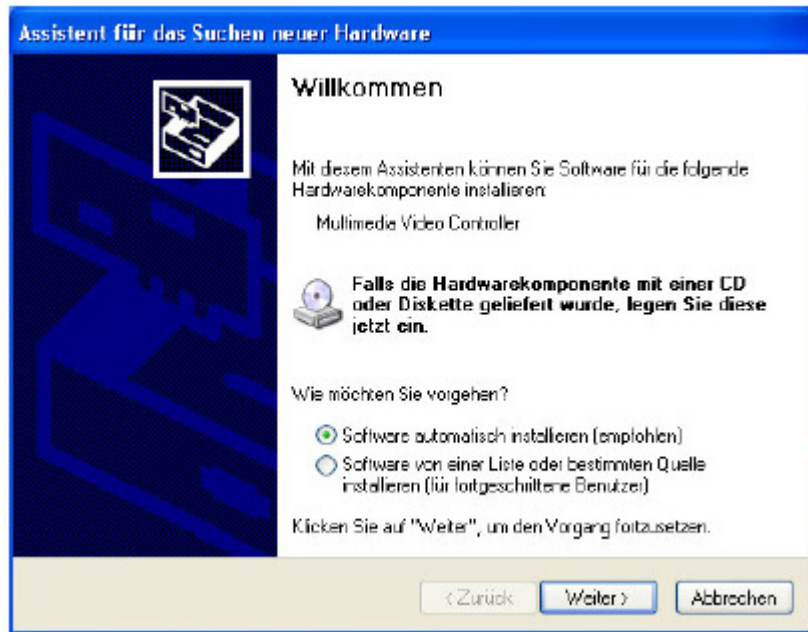 Assistent für das Suchen neuer Hardware
Willkommen
Mit diesem Assistenten können Sie Software für die folgende
Hardwarekomponente installieren:
Multimedia Video Controller
Falls die Hardwarekomponente mit einer CD
oder Diskette geliefert wurde, legen Sie diese
jetzt ein.
Wie möchten Sie vorgehen?
Software automatisch installieren (empfohlen)
Software von einer Liste oder bestimmten Quelle
installieren (für fortgeschrittene Benutzer)
Klicken Sie auf "Weiter", um den Vorgang fortzusetzen.
< Zurück Weiter > Abbrechen